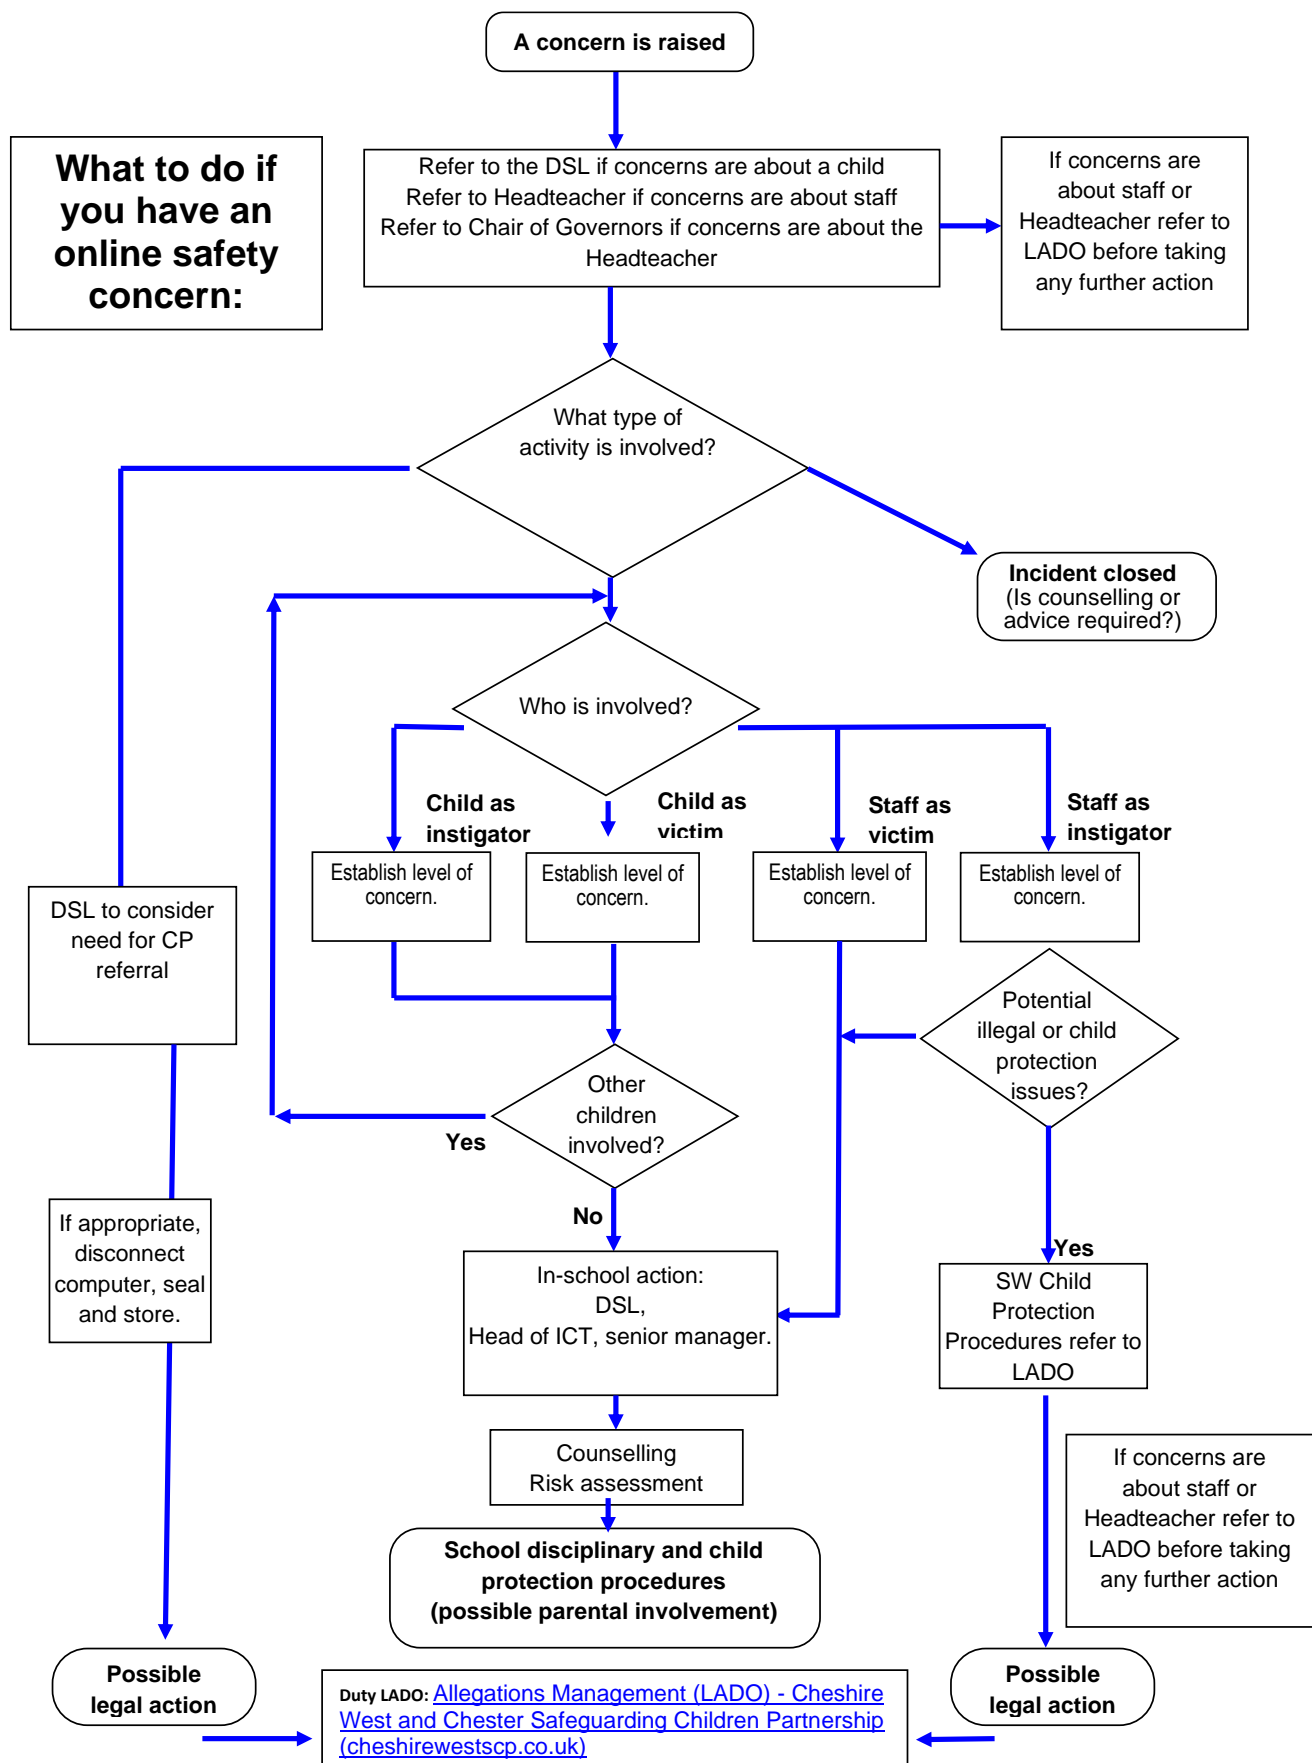 A concern is raised
What to do if
you have an
online safety
concern:
Refer to the DSL if concerns are about a child
Refer to Headteacher if concerns are about staff
Refer to Chair of Governors if concerns are about the
Headteacher
If concerns are
about staff or
Headteacher refer to
LADO before taking
any further action
What type of
activity is involved?
Incident closed
(Is counselling or
advice required?)
Who is involved?
Child as
instigator
Child as
victim
Staff as
victim
Staff as
instigator
Establish level of
concern.
Establish level of
concern.
Establish level of
concern.
Establish level of
concern.
DSL to consider
need for CP
referral
Potential
illegal or child
protection
issues?
Other
children
involved?
Yes
No
If appropriate,
disconnect
computer, seal
and store.
In-school action:
DSL,
Head of ICT, senior manager.
Yes
SW Child
Protection
Procedures refer to
LADO
Counselling
Risk assessment
If concerns are
about staff or
Headteacher refer to
LADO before taking
any further action
School disciplinary and child
protection procedures
(possible parental involvement)
Possible
legal action
Duty LADO: Allegations Management (LADO) - Cheshire
West and Chester Safeguarding Children Partnership
(cheshirewestscp.co.uk)
Possible
legal action